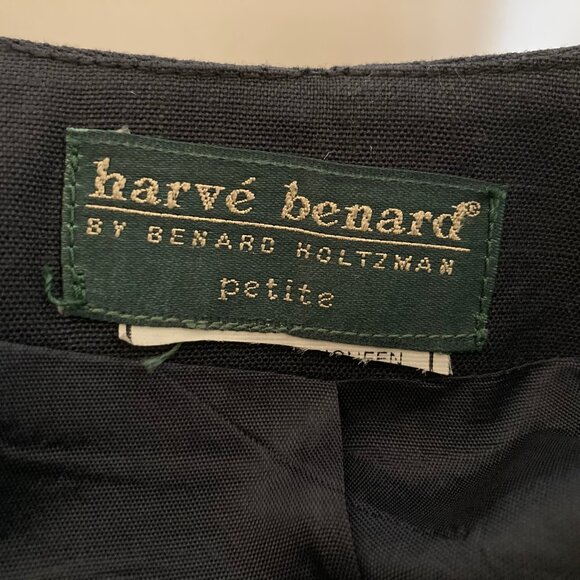 harvé benard®
BY BENARD HOLTZMAN
petite